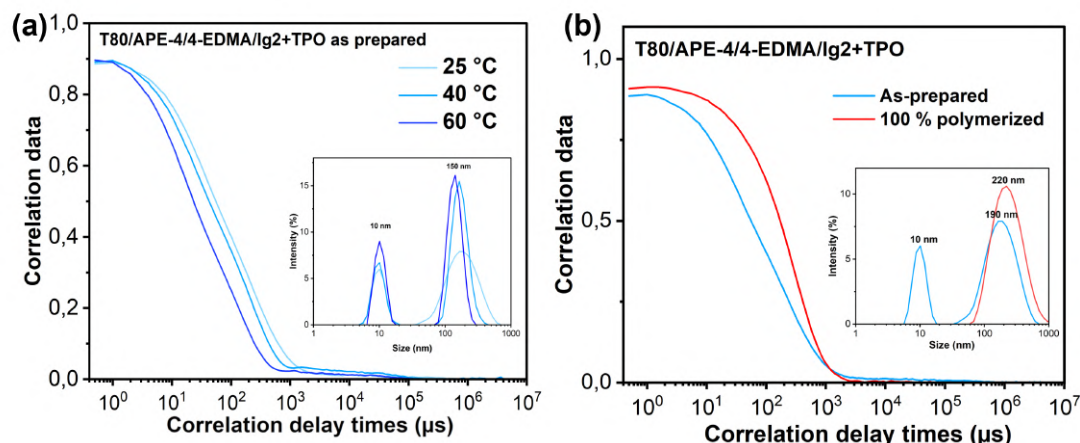 (a)
T80/APE-4/4-EDMA/Ig2+TPO as prepared
25 °C
40 °C
60 °C
Correlation data
1,0
0,8
0,6
0,4
0,2
0,0
10⁰ 10¹ 10² 10³ 10⁴ 10⁵ 10⁶ 10⁷
Correlation delay times (µs)
Intensity (%)
15
10
5
0
10 nm
150 nm
1 10 100 1000
Size (nm)
(b)
T80/APE-4/4-EDMA/Ig2+TPO
As-prepared
100 % polymerized
Correlation data
1,0
0,5
0,0
10⁰ 10¹ 10² 10³ 10⁴ 10⁵ 10⁶ 10⁷
Correlation delay times (µs)
Intensity (%)
10
5
0
220 nm
190 nm
10 nm
1 10 100 1000
Size (nm)